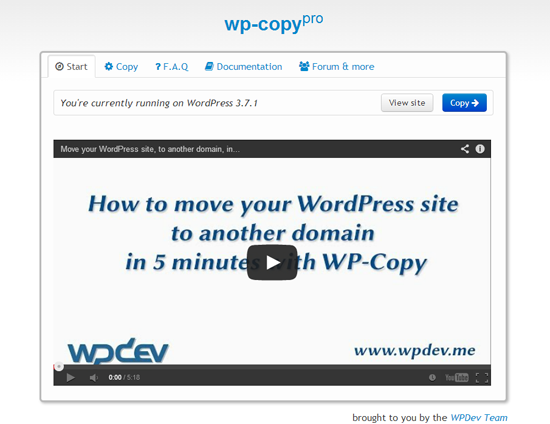 wp-copypro
Start Copy ? F.A.Q Documentation Forum & more
You're currently running on WordPress 3.7.1 View site Copy
Move your WordPress site, to another domain, in...
How to move your WordPress site
to another domain
in 5 minutes with WP-Copy
wpdev www.wpdev.me
0:00 / 5:18 YouTube
brought to you by the WPDev Team